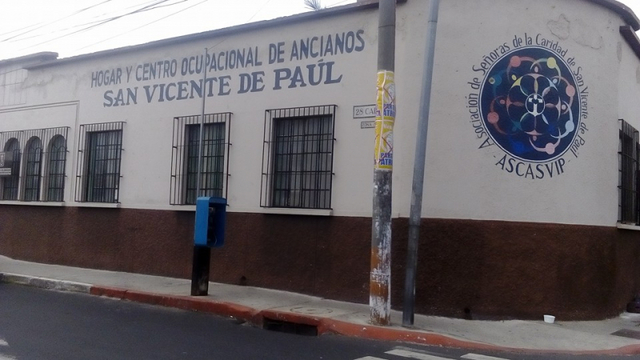 HOGAR Y CENTRO OCUPACIONAL DE ANCIANOS
SAN VICENTE DE PAÚL
Asociación de Señoras de la Caridad de San Vicente de Paul
ASCASVIP